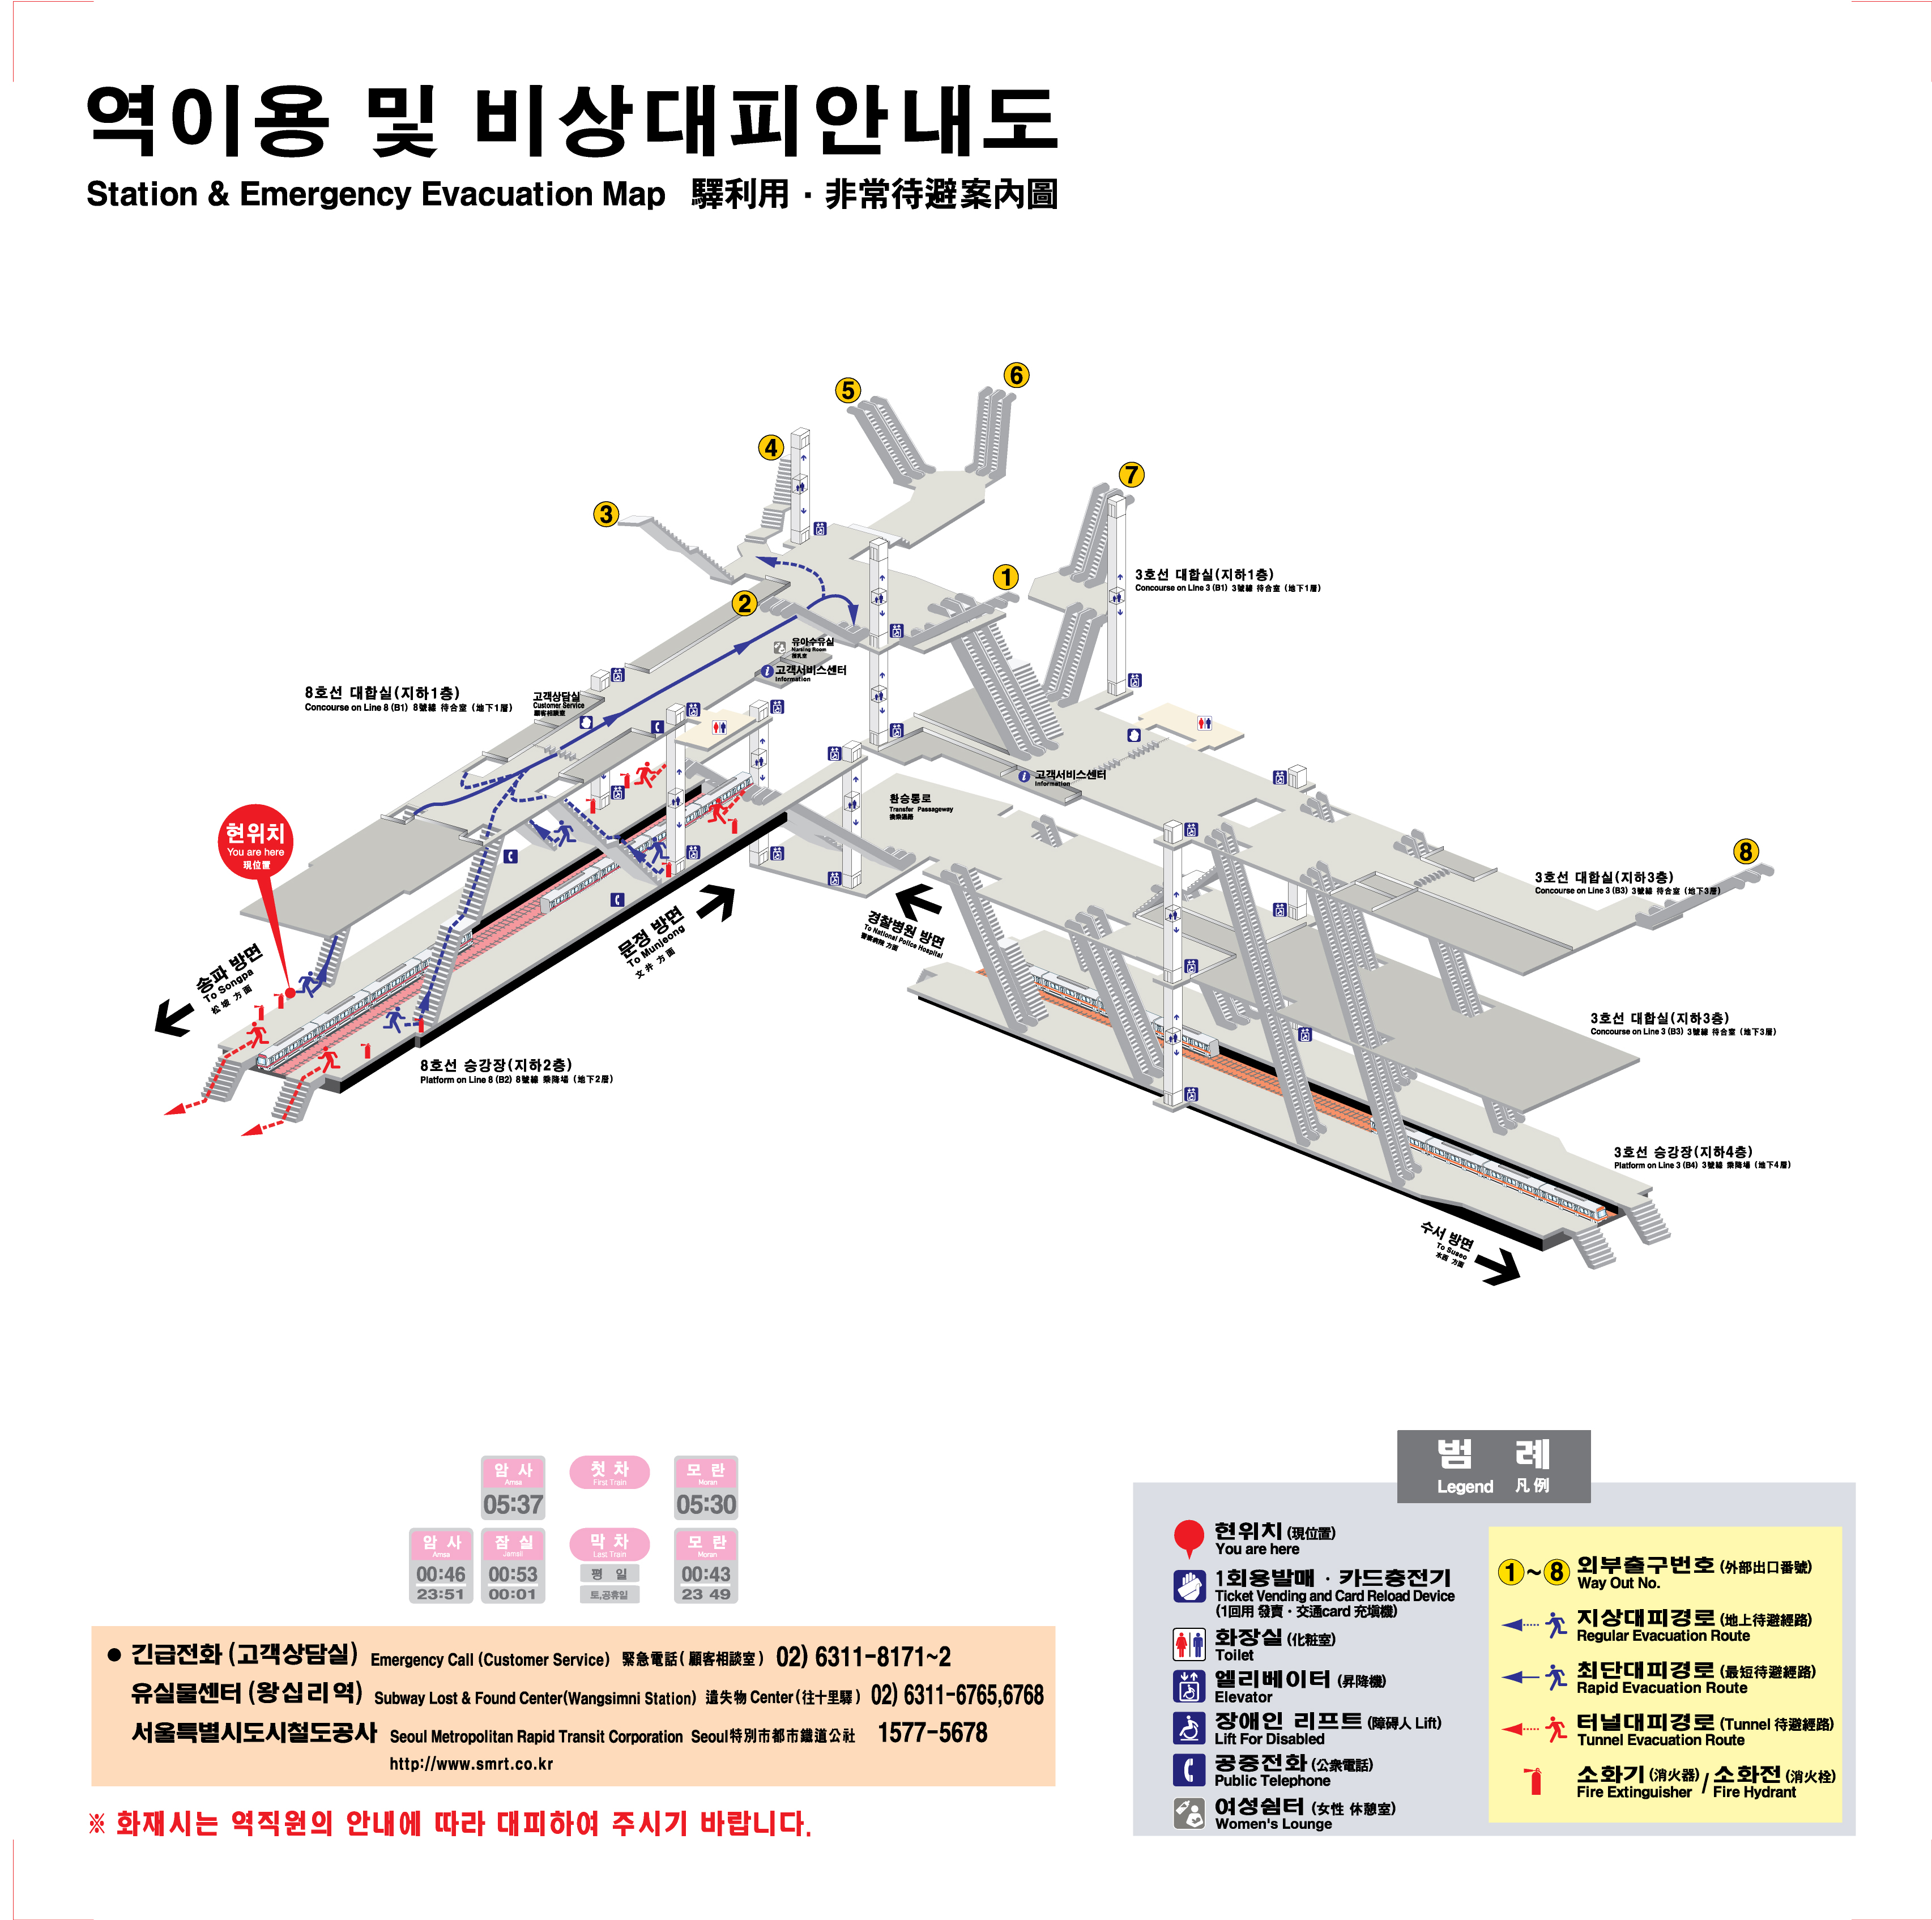 역이용 및 비상대피안내도
Station & Emergency Evacuation Map 驛利用 · 非常待避案內圖
5
6
4
7
3
1
2
3호선 대합실(지하1층)
Concourse on Line 3 (B1) 3號線 待合室 (地下1層)
유아수유실
Nursing Room
授乳室
고객서비스센터
Information
8호선 대합실(지하1층)
Concourse on Line 8 (B1) 8號線 待合室 (地下1層)
고객상담실
Customer Service
顧客相談室
고객서비스센터
Information
환승통로
Transfer Passageway
換乘通路
현위치
You are here
現位置
8
3호선 대합실(지하3층)
Concourse on Line 3 (B3) 3號線 待合室 (地下3層)
송파 방면
To Songpa
松坡 方面
문정 방면
To Munjeong
文井 方面
경찰병원 방면
To National Police Hospital
警察病院 方面
3호선 대합실(지하3층)
Concourse on Line 3 (B3) 3號線 待合室 (地下3層)
8호선 승강장(지하2층)
Platform on Line 8 (B2) 8號線 乘降場 (地下2層)
3호선 승강장(지하4층)
Platform on Line 3 (B4) 3號線 乘降場 (地下4層)
수서 방면
To Suseo
水西 方面
암 사 첫 차 모 란
Amsa First Train Moran
05:37 05:30
암 사 잠 실 막 차 모 란
Amsa Jamsil Last Train Moran
00:46 00:53 평 일 00:43
23:51 00:01 토,공휴일 23 49
● 긴급전화 (고객상담실) Emergency Call (Customer Service) 緊急電話 ( 顧客相談室 ) 02) 6311-8171~2
유실물센터 (왕십리역) Subway Lost & Found Center(Wangsimni Station) 遺失物 Center (往十里驛) 02) 6311-6765,6768
서울특별시도시철도공사 Seoul Metropolitan Rapid Transit Corporation Seoul特別市都市鐵道公社 1577-5678
http://www.smrt.co.kr
※ 화재시는 역직원의 안내에 따라 대피하여 주시기 바랍니다.
범 례
Legend 凡例
현위치 (現位置)
You are here
1회용발매 · 카드충전기
Ticket Vending and Card Reload Device
(1回用 發賣 · 交通card 充塡機)
화장실 (化粧室)
Toilet
엘리베이터 (昇降機)
Elevator
장애인 리프트 (障碍人 Lift)
Lift For Disabled
공중전화 (公衆電話)
Public Telephone
여성쉼터 (女性 休憩室)
Women's Lounge
1 ~ 8 외부출구번호 (外部出口番號)
Way Out No.
지상대피경로 (地上待避經路)
Regular Evacuation Route
최단대피경로 (最短待避經路)
Rapid Evacuation Route
터널대피경로 (Tunnel 待避經路)
Tunnel Evacuation Route
소화기 (消火器) / 소화전 (消火栓)
Fire Extinguisher / Fire Hydrant